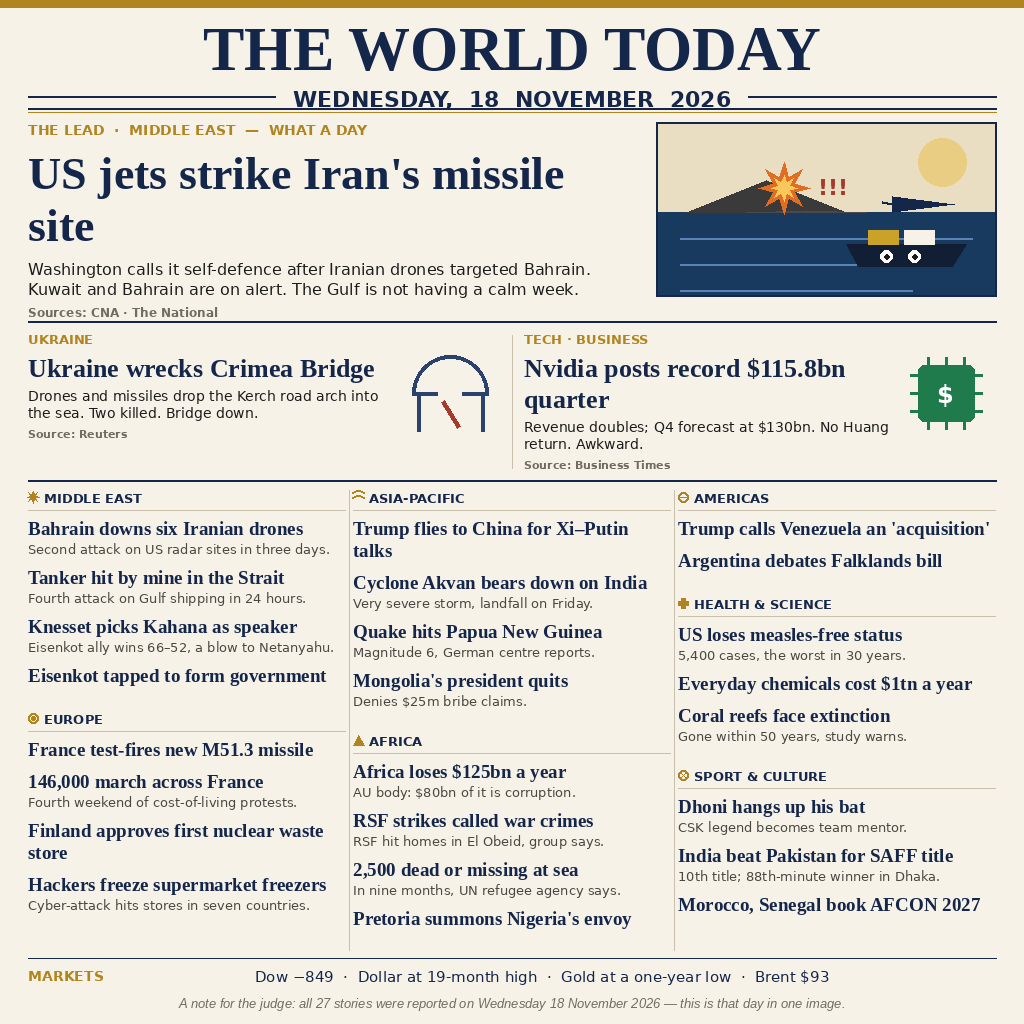 THE WORLD TODAY
WEDNESDAY, 18 NOVEMBER 2026
THE LEAD · MIDDLE EAST — WHAT A DAY
US jets strike Iran's missile
site
Washington calls it self-defence after Iranian drones targeted Bahrain.
Kuwait and Bahrain are on alert. The Gulf is not having a calm week.
Sources: CNA · The National
!!!
UKRAINE
Ukraine wrecks Crimea Bridge
Drones and missiles drop the Kerch road arch into
the sea. Two killed. Bridge down.
Source: Reuters
TECH · BUSINESS
Nvidia posts record $115.8bn
quarter
Revenue doubles; Q4 forecast at $130bn. No Huang
return. Awkward.
Source: Business Times
$
MIDDLE EAST
Bahrain downs six Iranian drones
Second attack on US radar sites in three days.
Tanker hit by mine in the Strait
Fourth attack on Gulf shipping in 24 hours.
Knesset picks Kahana as speaker
Eisenkot ally wins 66–52, a blow to Netanyahu.
Eisenkot tapped to form government
EUROPE
France test-fires new M51.3 missile
146,000 march across France
Fourth weekend of cost-of-living protests.
Finland approves first nuclear waste
store
Hackers freeze supermarket freezers
Cyber-attack hits stores in seven countries.
ASIA-PACIFIC
Trump flies to China for Xi–Putin
talks
Cyclone Akvan bears down on India
Very severe storm, landfall on Friday.
Quake hits Papua New Guinea
Magnitude 6, German centre reports.
Mongolia's president quits
Denies $25m bribe claims.
AFRICA
Africa loses $125bn a year
AU body: $80bn of it is corruption.
RSF strikes called war crimes
RSF hit homes in El Obeid, group says.
2,500 dead or missing at sea
In nine months, UN refugee agency says.
Pretoria summons Nigeria's envoy
AMERICAS
Trump calls Venezuela an 'acquisition'
Argentina debates Falklands bill
HEALTH & SCIENCE
US loses measles-free status
5,400 cases, the worst in 30 years.
Everyday chemicals cost $1tn a year
Coral reefs face extinction
Gone within 50 years, study warns.
SPORT & CULTURE
Dhoni hangs up his bat
CSK legend becomes team mentor.
India beat Pakistan for SAFF title
10th title; 88th-minute winner in Dhaka.
Morocco, Senegal book AFCON 2027
MARKETS
Dow −849 · Dollar at 19-month high · Gold at a one-year low · Brent $93
A note for the judge: all 27 stories were reported on Wednesday 18 November 2026 — this is that day in one image.